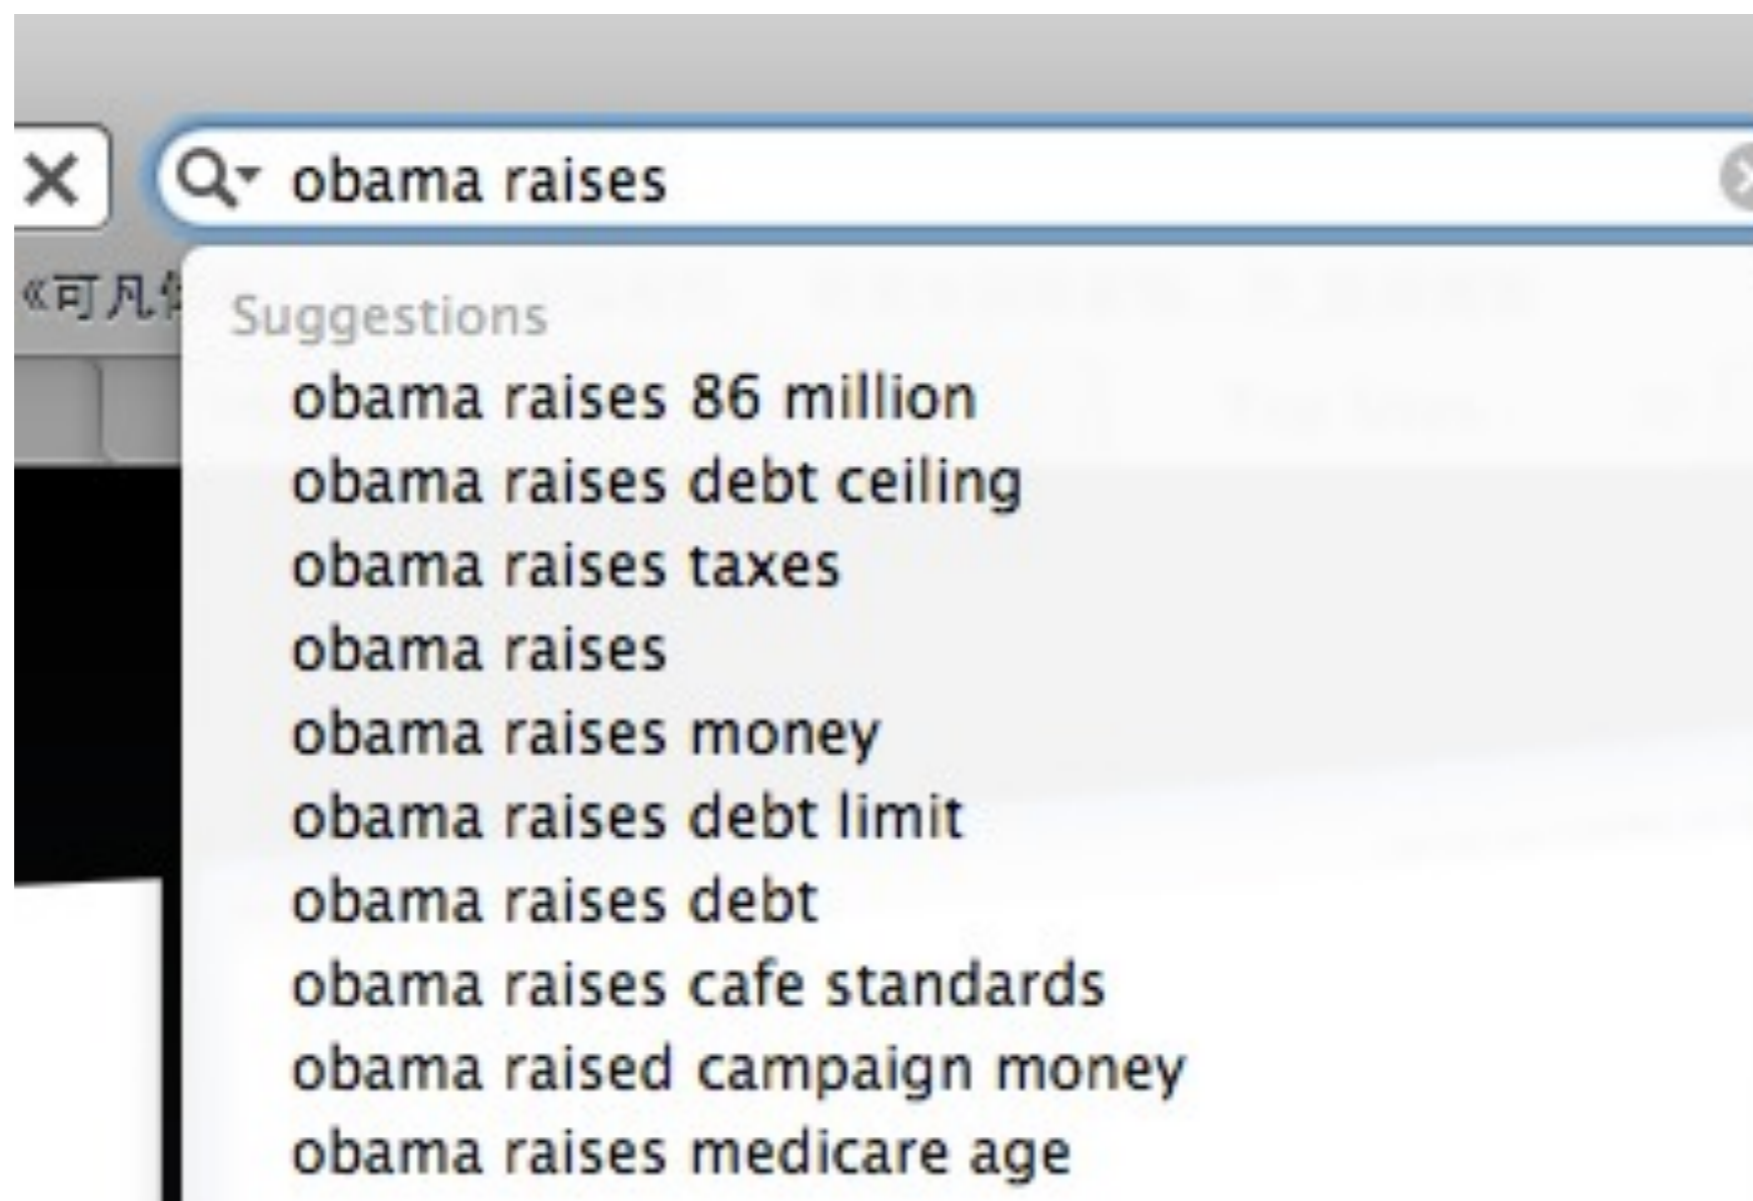 obama raises
《可凡
Suggestions
obama raises 86 million
obama raises debt ceiling
obama raises taxes
obama raises
obama raises money
obama raises debt limit
obama raises debt
obama raises cafe standards
obama raised campaign money
obama raises medicare age